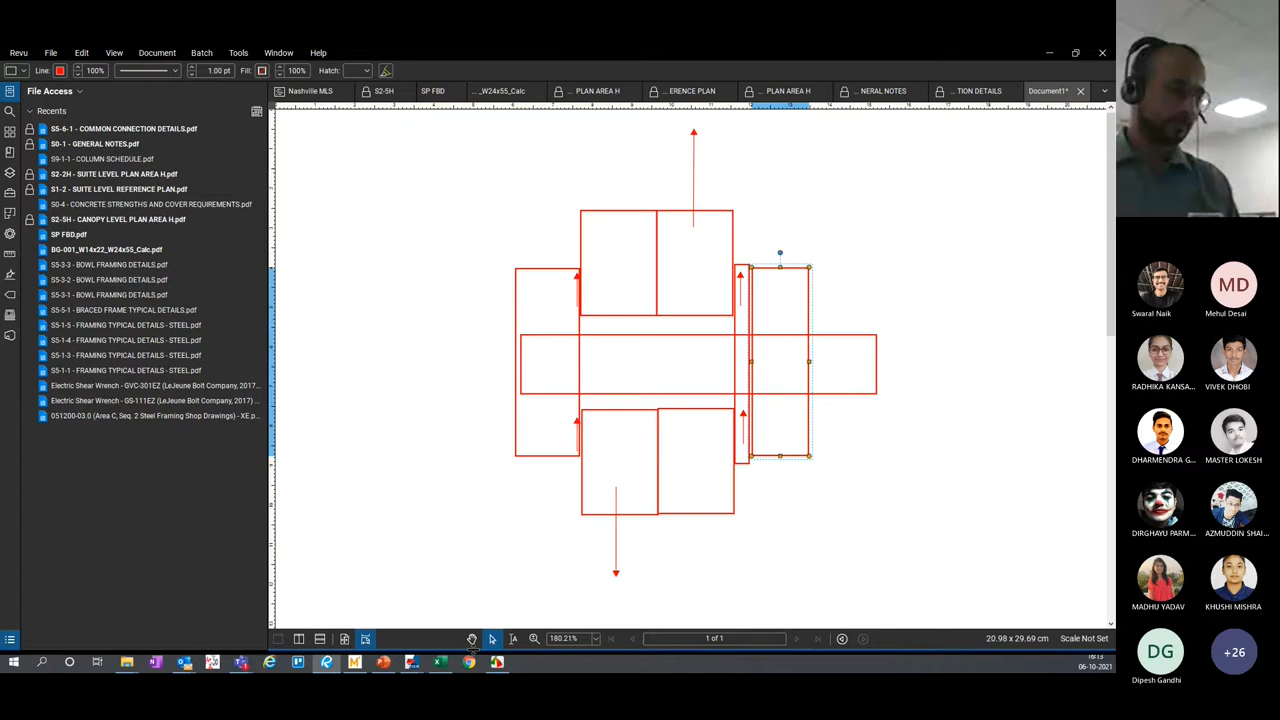 Revu File Edit View Document Batch Tools Window Help
Line: 100% 1.00 pt Fill: 100% Hatch:
File Access
Nashville MLS S2-5H SP FBD ..._W24x55_Calc ... PLAN AREA H ... ERENCE PLAN ... PLAN AREA H ... NERAL NOTES ... TION DETAILS Document1*
Recents
S5-6-1 - COMMON CONNECTION DETAILS.pdf
S0-1 - GENERAL NOTES.pdf
S9-1-1 - COLUMN SCHEDULE.pdf
S2-2H - SUITE LEVEL PLAN AREA H.pdf
S1-2 - SUITE LEVEL REFERENCE PLAN.pdf
S0-4 - CONCRETE STRENGTHS AND COVER REQUIREMENTS.pdf
S2-5H - CANOPY LEVEL PLAN AREA H.pdf
SP FBD.pdf
BG-001_W14x22_W24x55_Calc.pdf
S5-3-3 - BOWL FRAMING DETAILS.pdf
S5-3-2 - BOWL FRAMING DETAILS.pdf
S5-3-1 - BOWL FRAMING DETAILS.pdf
S5-5-1 - BRACED FRAME TYPICAL DETAILS.pdf
S5-1-5 - FRAMING TYPICAL DETAILS - STEEL.pdf
S5-1-4 - FRAMING TYPICAL DETAILS - STEEL.pdf
S5-1-3 - FRAMING TYPICAL DETAILS - STEEL.pdf
S5-1-1 - FRAMING TYPICAL DETAILS - STEEL.pdf
Electric Shear Wrench - GVC-301EZ (LeJeune Bolt Company, 2017...
Electric Shear Wrench - GS-111EZ (LeJeune Bolt Company, 2017) ...
051200-03.0 (Area C, Seq. 2 Steel Framing Shop Drawings) - XE.p...
180.21% 1 of 1 20.98 x 29.69 cm Scale Not Set
16:13
06-10-2021
Swaral Naik
MD
Mehul Desai
RADHIKA KANSA...
VIVEK DHOBI
DHARMENDRA G...
MASTER LOKESH
DIRGHAYU PARM...
AZMUDDIN SHAI...
MADHU YADAV
KHUSHI MISHRA
DG
Dipesh Gandhi
+26